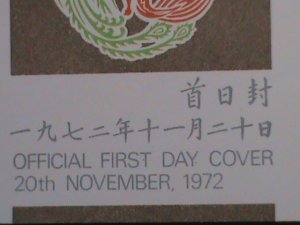 首日封
一九七二年十一月二十日
OFFICIAL FIRST DAY COVER
20th NOVEMBER, 1972